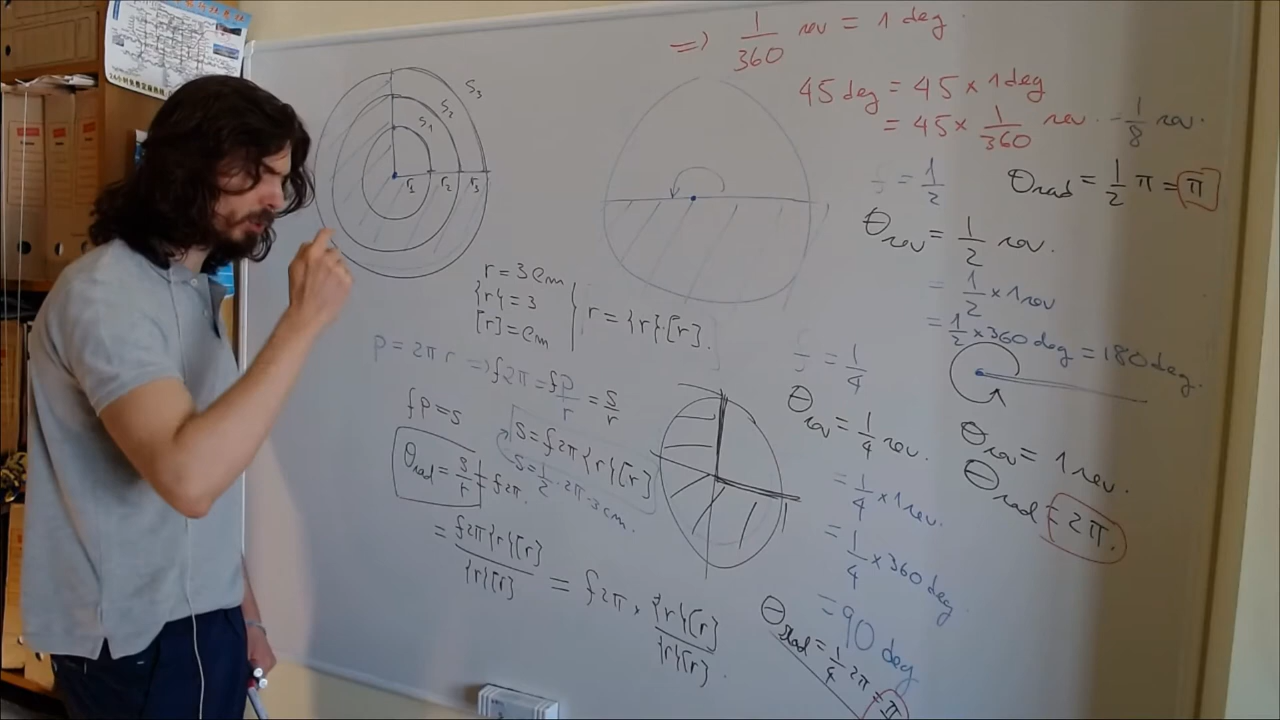 => 1/360 rev = 1 deg.
45 deg = 45 × 1 deg
= 45 × 1/360 rev = 1/8 rev.
S3
S2
S1
r1 r2 r3
r = 3 cm
{r} = 3
[r] = cm
r = {r}·[r].
P = 2π r => f2π = fP/r = S/r
fP = S
θrad = S/r = f2π.
S = f2π{r}[r]
S = 1/2 · 2π · 3 cm.
= f2π{r}[r] / {r}[r] = f2π × {r}[r] / {r}[r].
f = 1/2
θrad = 1/2 π = π
θrev = 1/2 rev.
= 1/2 × 1 rev
= 1/2 × 360 deg = 180 deg.
f = 1/4
θrev = 1/4 rev.
= 1/4 × 1 rev.
= 1/4 × 360 deg
= 90 deg
θrad = 1/4 2π = π
θrev = 1 rev.
θrad = 2π.